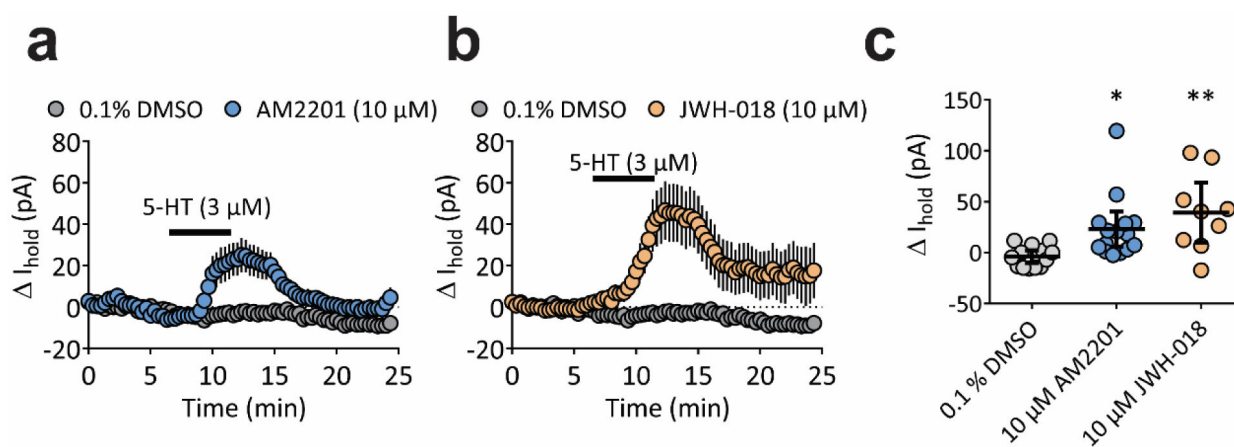 a
0.1% DMSO AM2201 (10 µM)
Δ Ihold (pA)
80
60
40
20
0
-20
5-HT (3 µM)
0 5 10 15 20 25
Time (min)
b
0.1% DMSO JWH-018 (10 µM)
Δ Ihold (pA)
80
60
40
20
0
-20
5-HT (3 µM)
0 5 10 15 20 25
Time (min)
c
Δ Ihold (pA)
150
100
50
0
-50
* **
0.1 % DMSO
10 µM AM2201
10 µM JWH-018